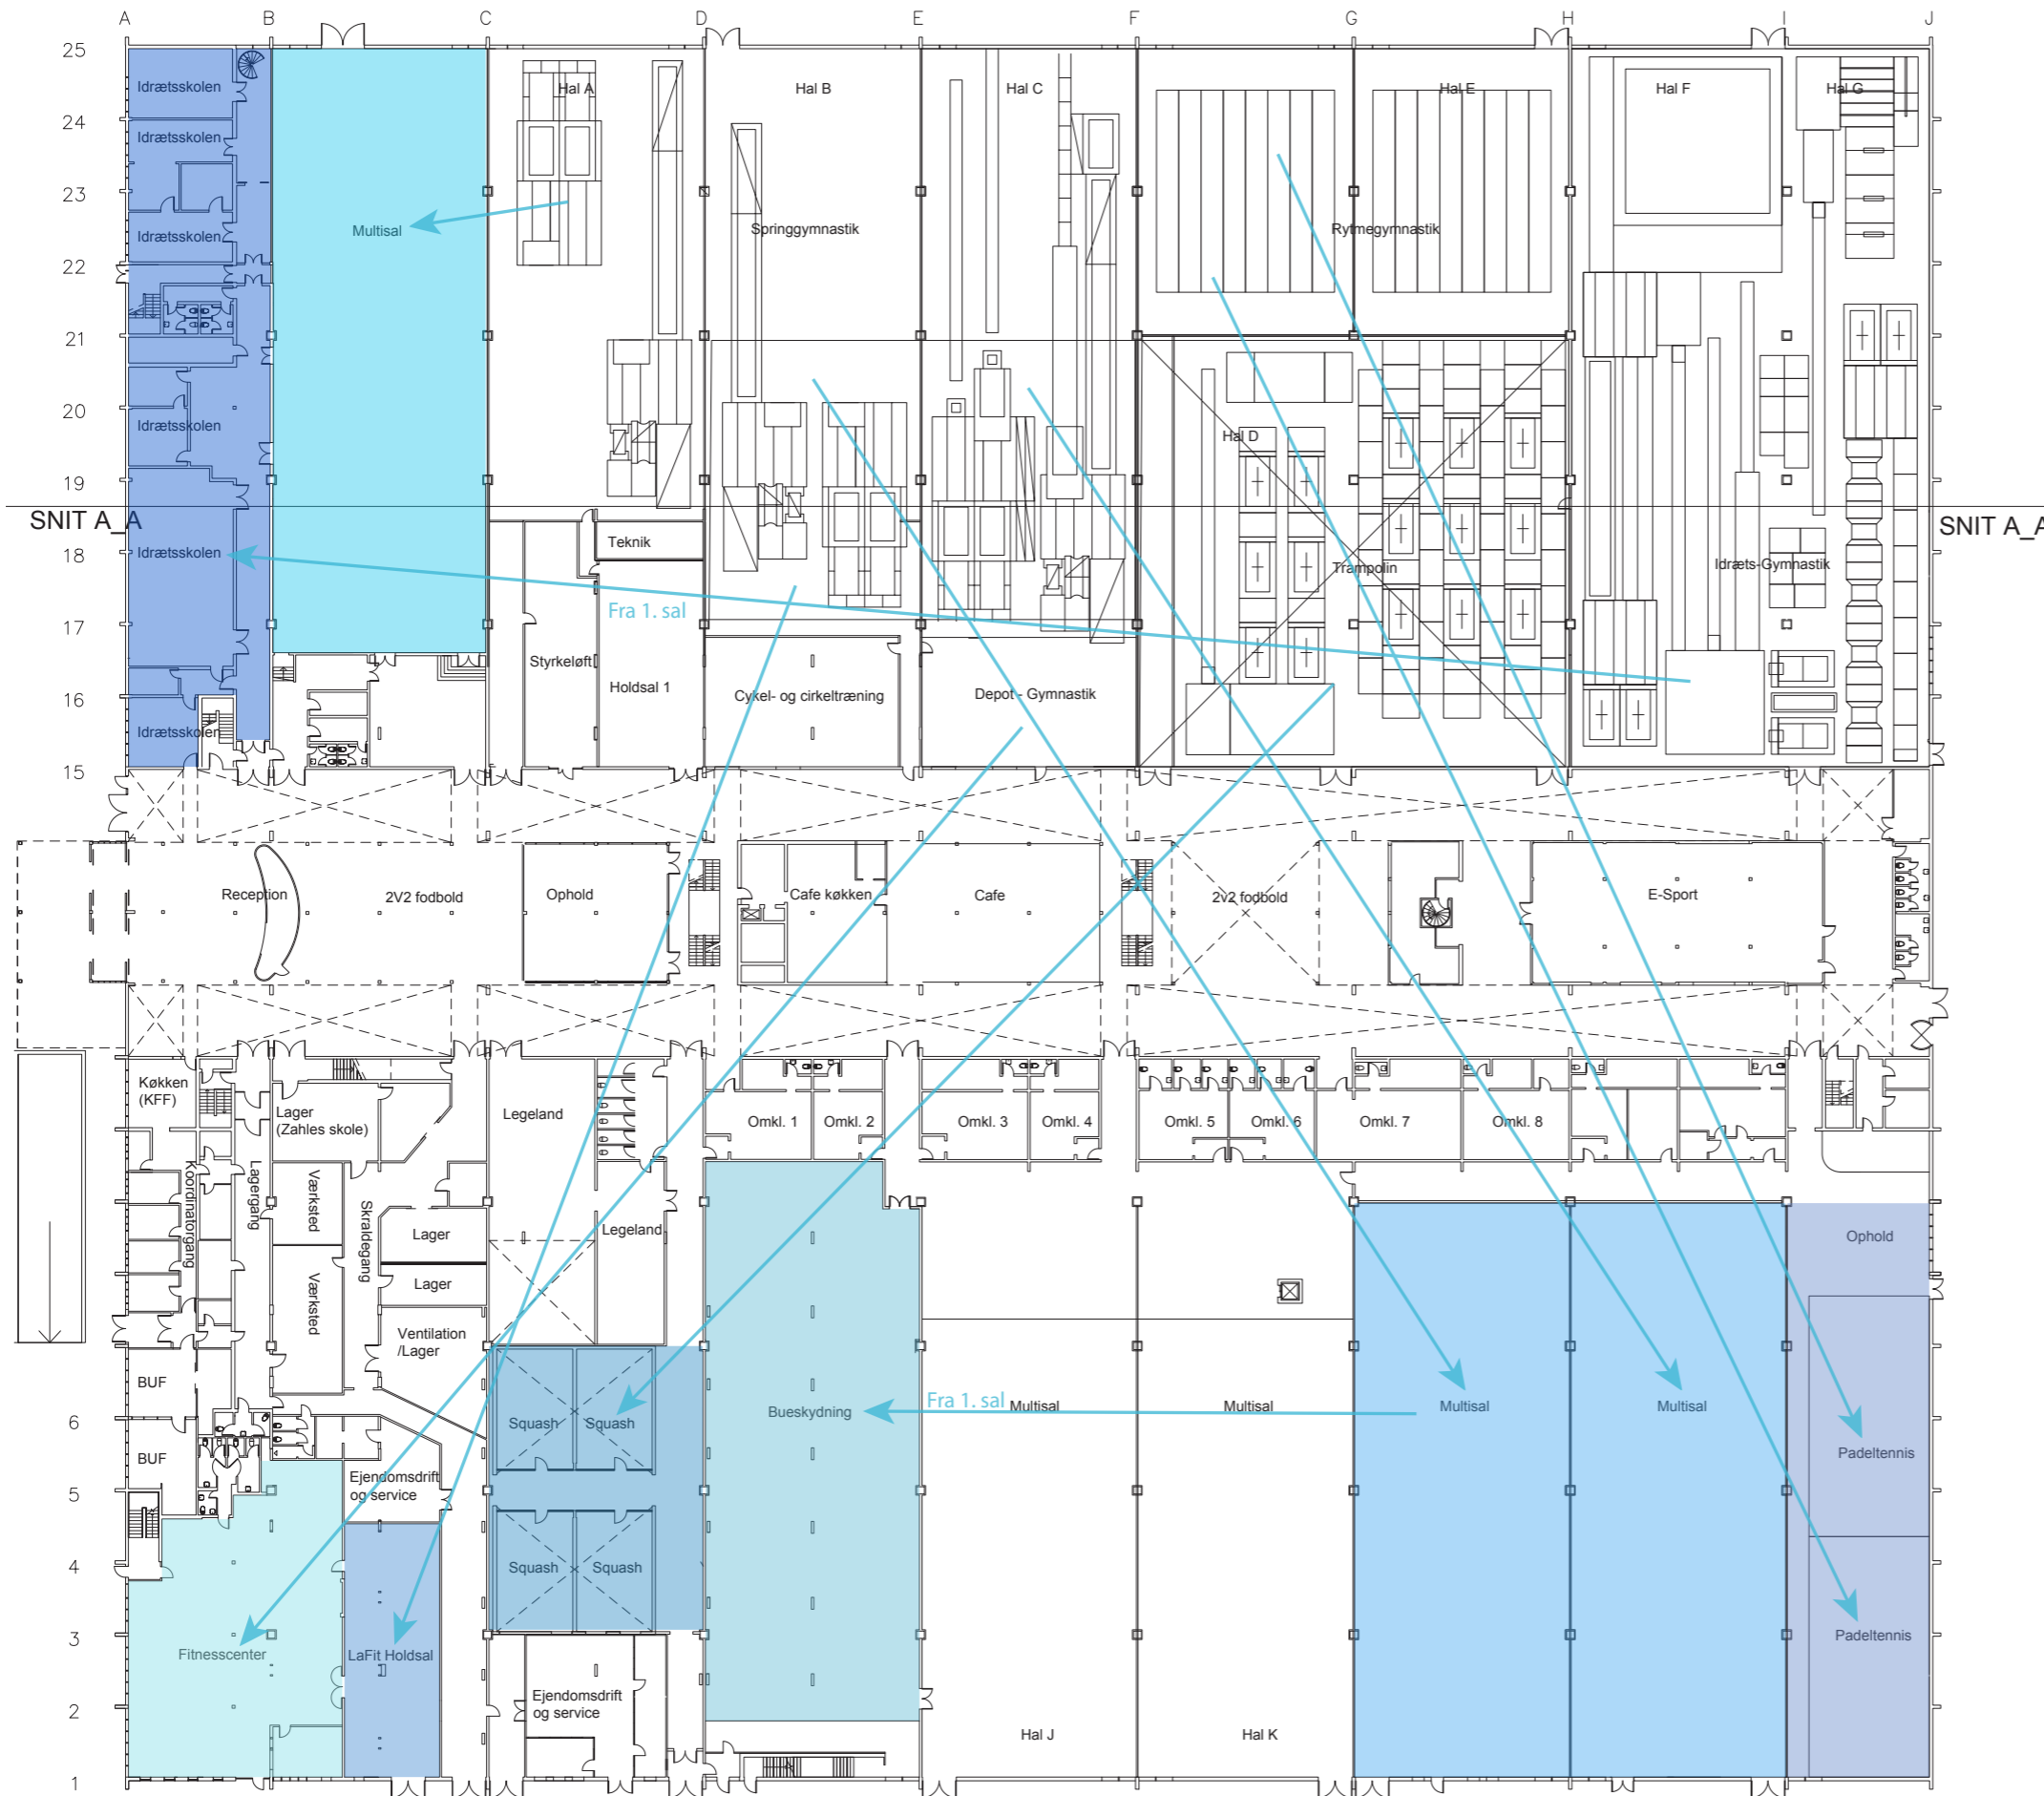 A B C D E F G H I J
25
Idrætsskolen Hal A Hal B Hal C Hal E Hal F Hal G
24
Idrætsskolen
23
Idrætsskolen Multisal Springgymnastik Rytmegymnastik
22
21
20
Idrætsskolen Hal D
19
SNIT A_A SNIT A_A
18
Idrætsskolen Teknik Trampolin Idræts-Gymnastik
Fra 1. sal
17
Styrkeløft Holdsal 1 Cykel- og cirkeltræning Depot - Gymnastik
16
Idrætsskolen
15
Reception 2V2 fodbold Ophold Cafe køkken Cafe 2v2 fodbold E-Sport
Køkken
(KFF)
Lager
(Zahles skole)
Legeland Omkl. 1 Omkl. 2 Omkl. 3 Omkl. 4 Omkl. 5 Omkl. 6 Omkl. 7 Omkl. 8
Koordinatorgang
Lagergang
Værksted
Skraldegang
Lager
Legeland
Ophold
Lager
Værksted
Ventilation
/Lager
BUF
6
Squash Squash Bueskydning Fra 1. sal Multisal Multisal Multisal Multisal
BUF Padeltennis
Ejendomsdrift
og service
5
4
Squash Squash
3
Fitnesscenter LaFit Holdsal Padeltennis
Ejendomsdrift
og service
2
Hal J Hal K
1